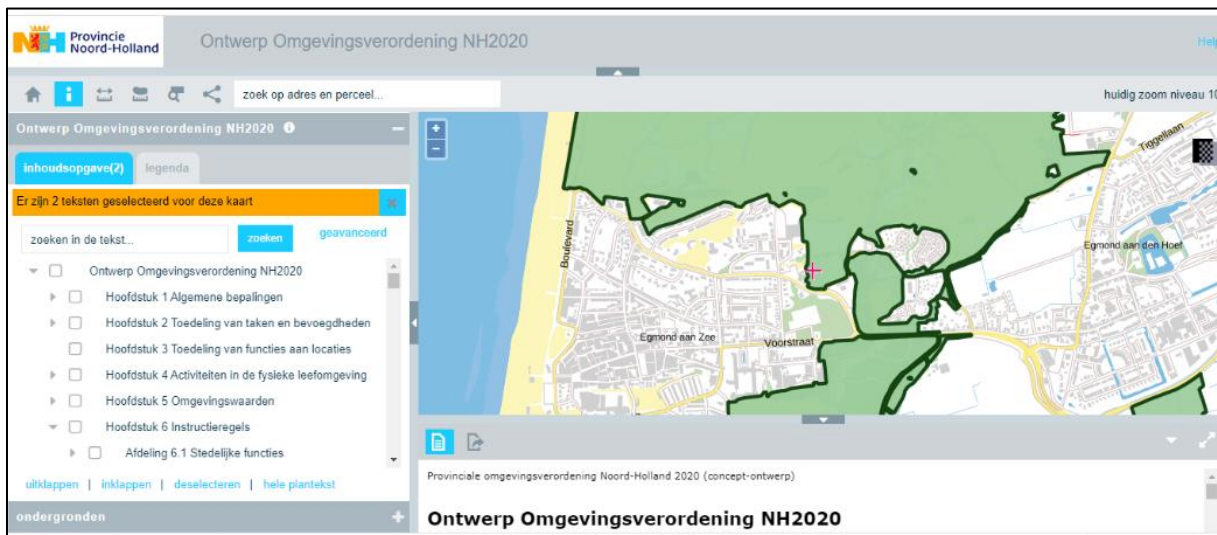 NH Provincie
Noord-Holland
Ontwerp Omgevingsverordening NH2020
Help
zoek op adres en perceel...
huidig zoom niveau 10
Ontwerp Omgevingsverordening NH2020
inhoudsopgave(2)
legenda
Er zijn 2 teksten geselecteerd voor deze kaart
zoeken in de tekst...
zoeken
geavanceerd
Ontwerp Omgevingsverordening NH2020
Hoofdstuk 1 Algemene bepalingen
Hoofdstuk 2 Toedeling van taken en bevoegdheden
Hoofdstuk 3 Toedeling van functies aan locaties
Hoofdstuk 4 Activiteiten in de fysieke leefomgeving
Hoofdstuk 5 Omgevingswaarden
Hoofdstuk 6 Instructieregels
Afdeling 6.1 Stedelijke functies
uitklappen | inklappen | deselecteren | hele plantekst
ondergronden
Tiggellaan
Boulevard
Egmond aan den Hoef
Egmond aan Zee
Voorstraat
Provinciale omgevingsverordening Noord-Holland 2020 (concept-ontwerp)
Ontwerp Omgevingsverordening NH2020